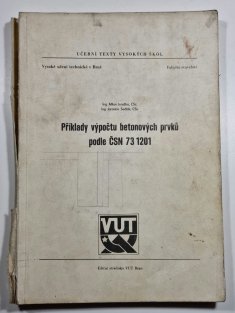 UČEBNÍ TEXTY VYSOKÝCH ŠKOL
Vysoké učení technické v Brně Fakulta stavební
Ing. Milan Jendlík, CSc.
Ing. Jaroslav Sedlák, CSc.
Příklady výpočtu betonových prvků
podle ČSN 73 1201
VUT
Ediční středisko VUT Brno